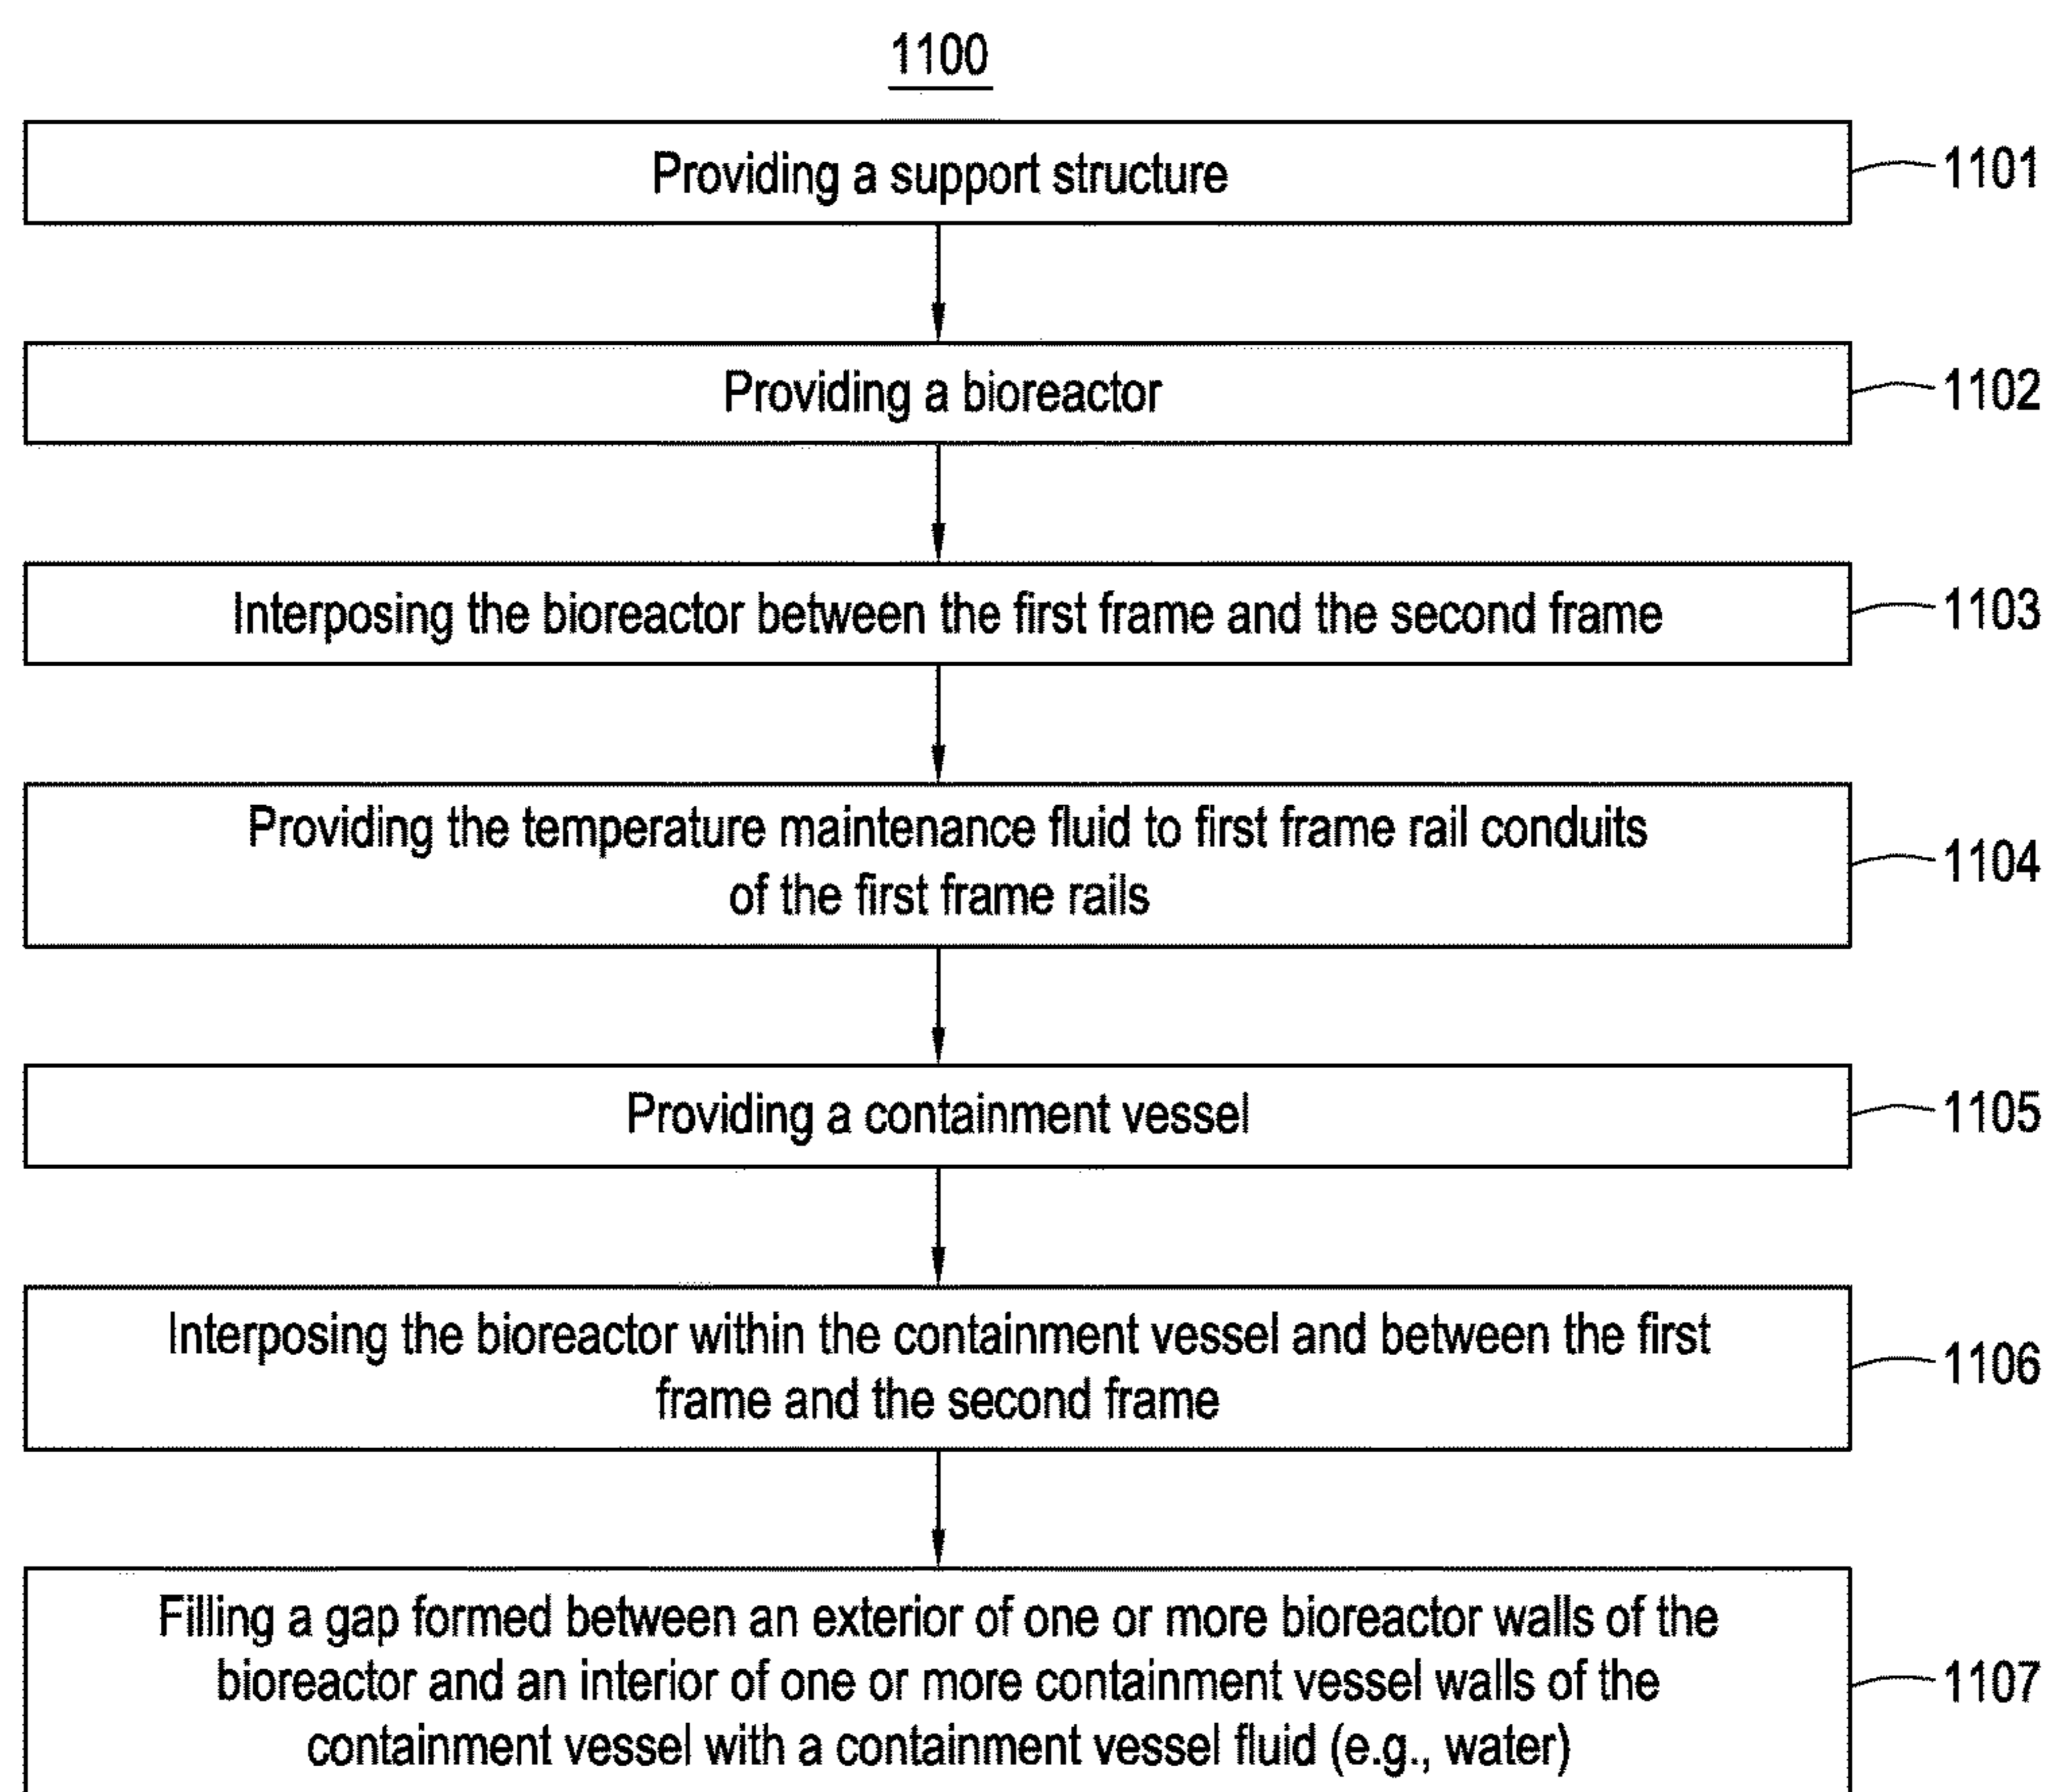 1100
Providing a support structure
1101
Providing a bioreactor
1102
Interposing the bioreactor between the first frame and the second frame
1103
Providing the temperature maintenance fluid to first frame rail conduits
of the first frame rails
1104
Providing a containment vessel
1105
Interposing the bioreactor within the containment vessel and between the first
frame and the second frame
1106
Filling a gap formed between an exterior of one or more bioreactor walls of the
bioreactor and an interior of one or more containment vessel walls of the
containment vessel with a containment vessel fluid (e.g., water)
1107